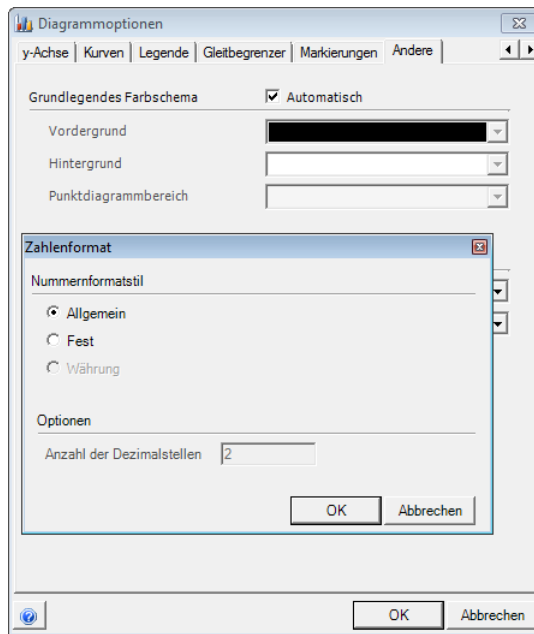 Diagrammoptionen
y-Achse Kurven Legende Gleitbegrenzer Markierungen Andere
Grundlegendes Farbschema Automatisch
Vordergrund
Hintergrund
Punktdiagrammbereich
Zahlenformat
Nummernformatstil
Allgemein
Fest
Währung
Optionen
Anzahl der Dezimalstellen 2
OK Abbrechen
OK Abbrechen